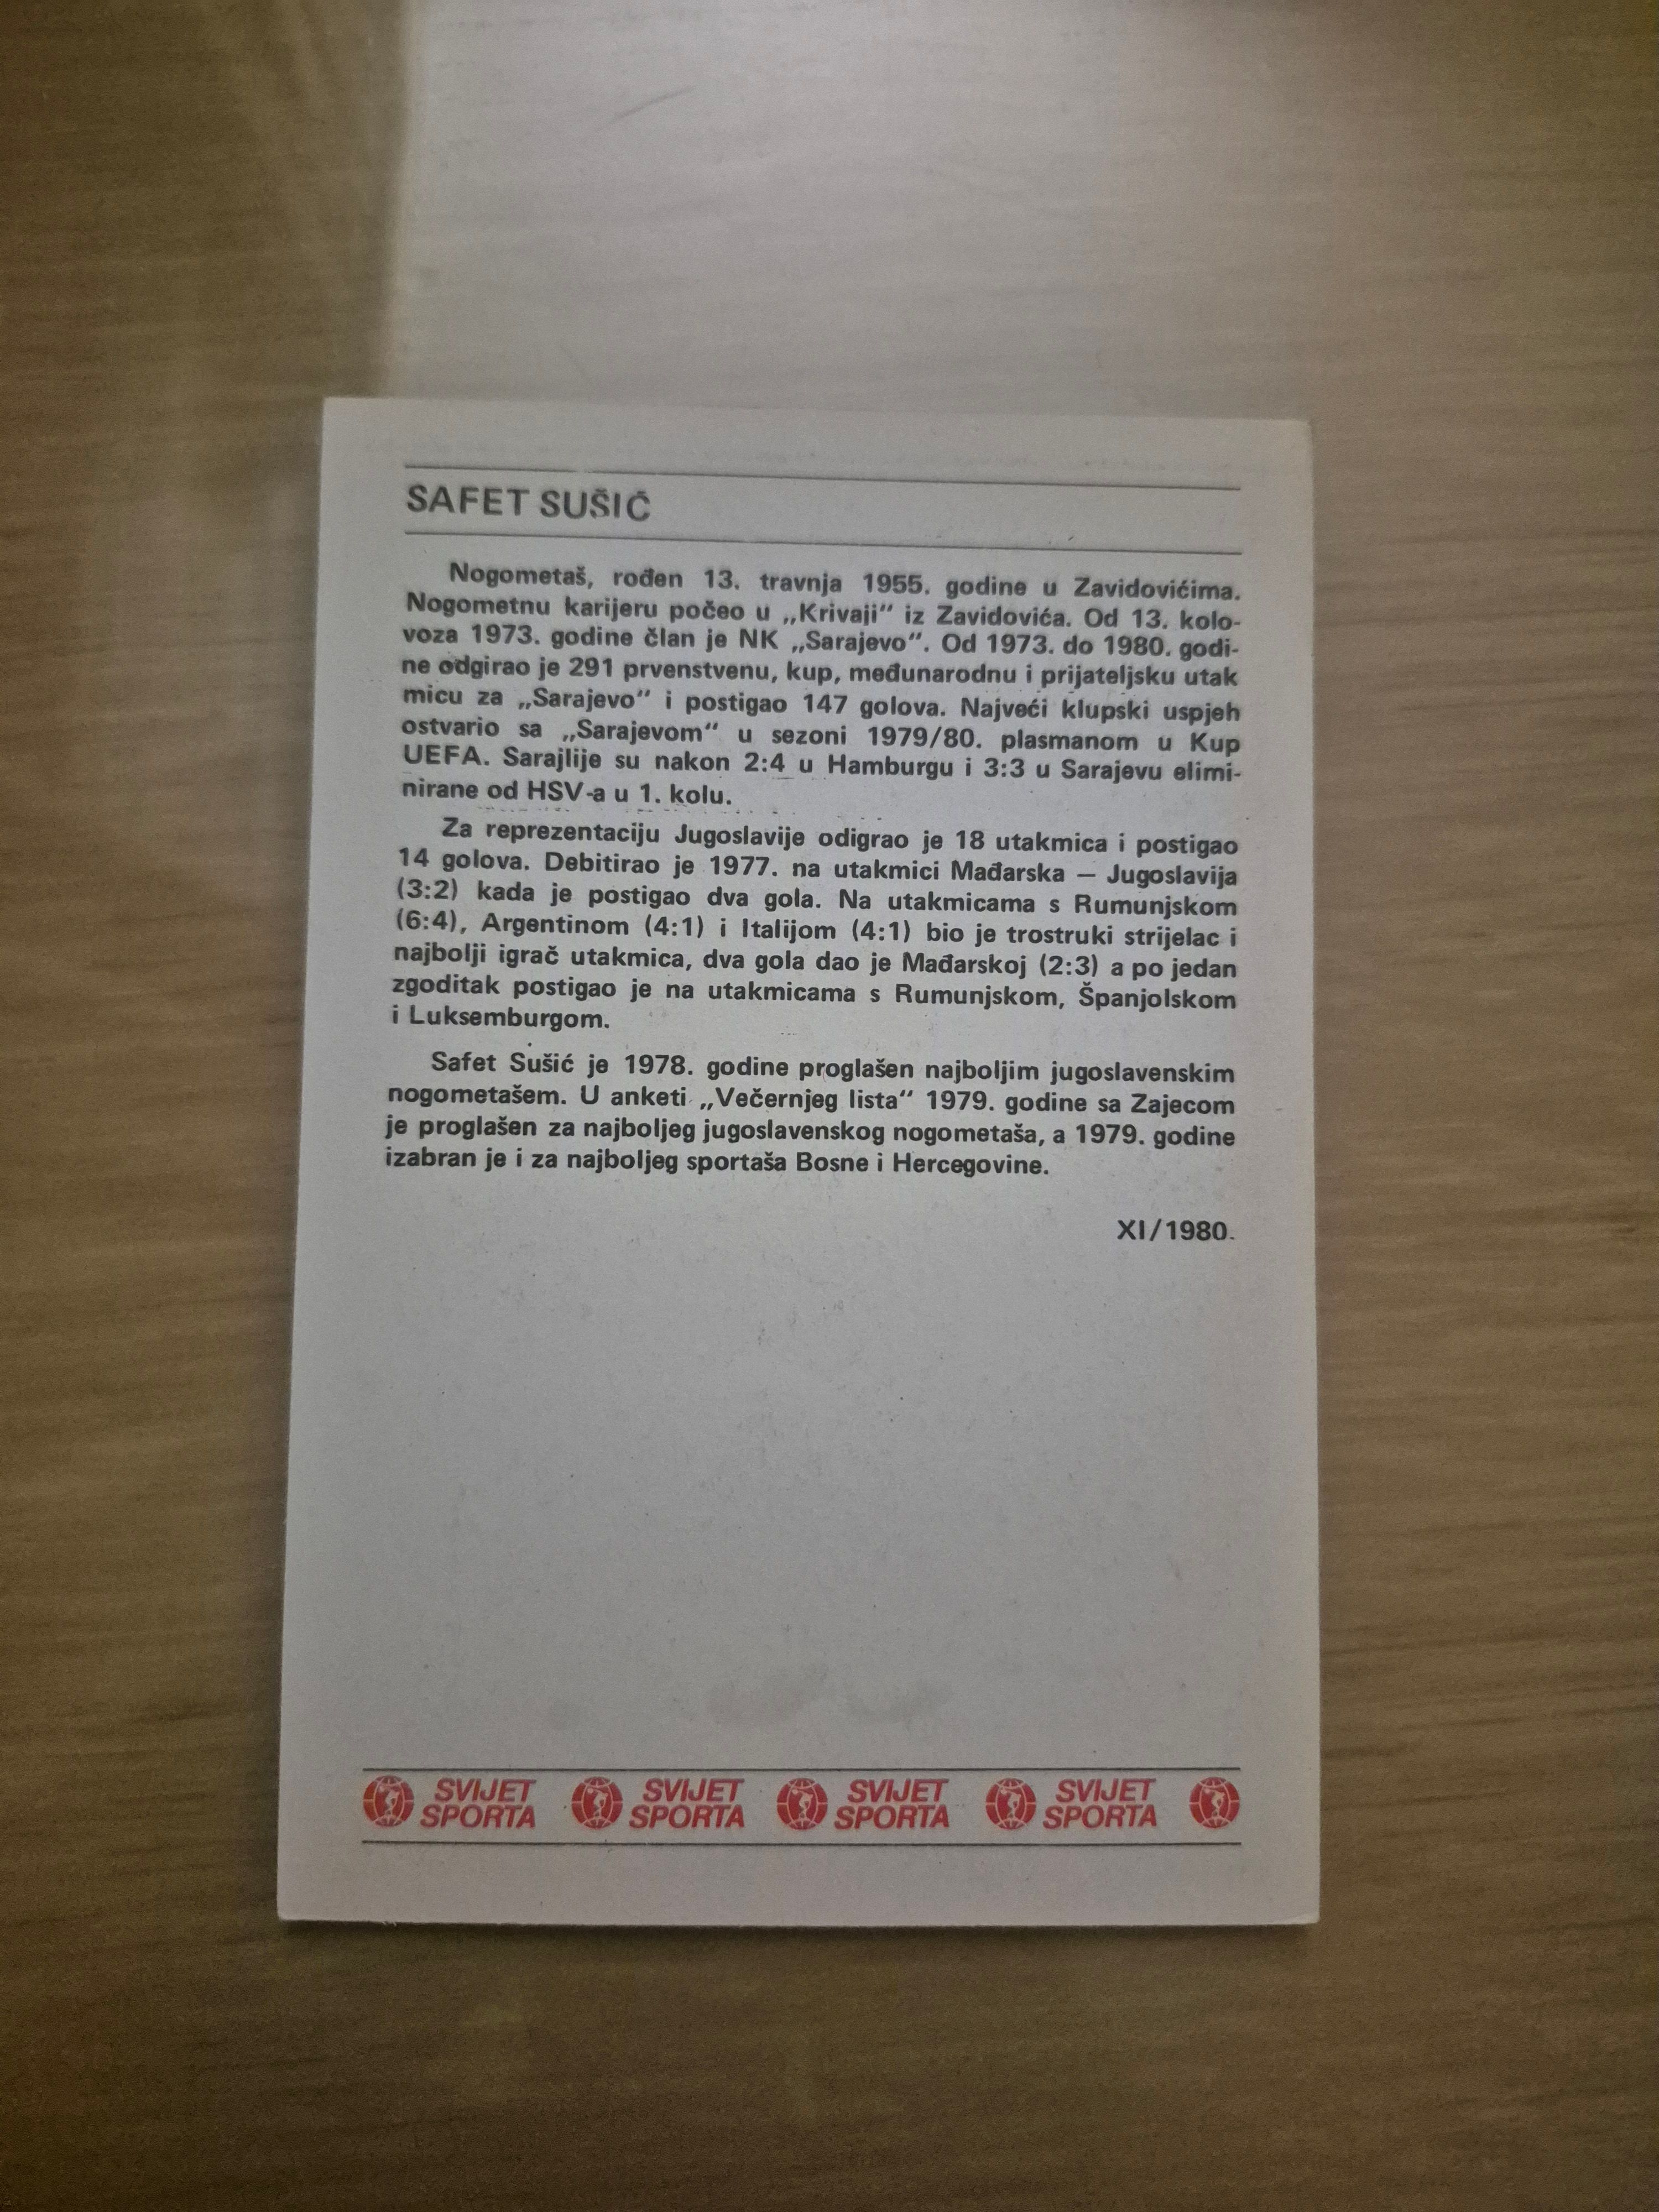 SAFET SUŠIĆ
Nogometaš, rođen 13. travnja 1955. godine u Zavidovićima.
Nogometnu karijeru počeo u „Krivaji“ iz Zavidovića. Od 13. kolo-
voza 1973. godine član je NK „Sarajevo“. Od 1973. do 1980. godi-
ne odgirao je 291 prvenstvenu, kup, međunarodnu i prijateljsku utak
micu za „Sarajevo“ i postigao 147 golova. Najveći klupski uspjeh
ostvario sa „Sarajevom“ u sezoni 1979/80. plasmanom u Kup
UEFA. Sarajlije su nakon 2:4 u Hamburgu i 3:3 u Sarajevu elimi-
nirane od HSV-a u 1. kolu.
Za reprezentaciju Jugoslavije odigrao je 18 utakmica i postigao
14 golova. Debitirao je 1977. na utakmici Mađarska — Jugoslavija
(3:2) kada je postigao dva gola. Na utakmicama s Rumunjskom
(6:4), Argentinom (4:1) i Italijom (4:1) bio je trostruki strijelac i
najbolji igrač utakmica, dva gola dao je Mađarskoj (2:3) a po jedan
zgoditak postigao je na utakmicama s Rumunjskom, Španjolskom
i Luksemburgom.
Safet Sušić je 1978. godine proglašen najboljim jugoslavenskim
nogometašem. U anketi „Večernjeg lista“ 1979. godine sa Zajecom
je proglašen za najboljeg jugoslavenskog nogometaša, a 1979. godine
izabran je i za najboljeg sportaša Bosne i Hercegovine.
XI/1980.
SVIJET SVIJET SVIJET SVIJET
SPORTA SPORTA SPORTA SPORTA